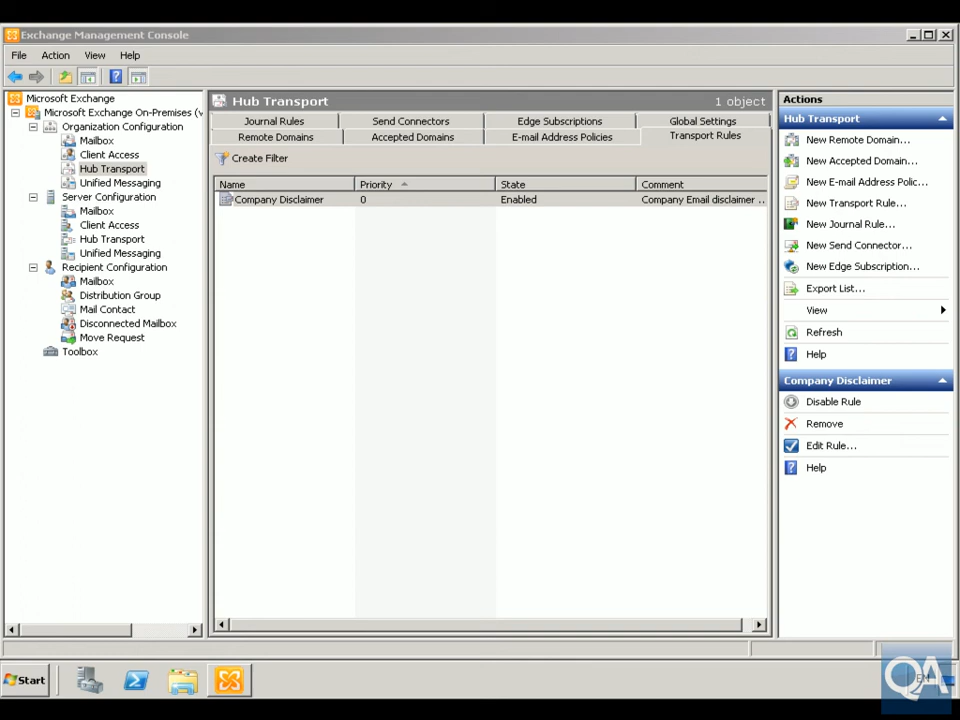 Exchange Management Console
File Action View Help
Microsoft Exchange
Microsoft Exchange On-Premises (v
Organization Configuration
Mailbox
Client Access
Hub Transport
Unified Messaging
Server Configuration
Mailbox
Client Access
Hub Transport
Unified Messaging
Recipient Configuration
Mailbox
Distribution Group
Mail Contact
Disconnected Mailbox
Move Request
Toolbox
Hub Transport 1 object
Journal Rules Send Connectors Edge Subscriptions Global Settings
Remote Domains Accepted Domains E-mail Address Policies Transport Rules
Create Filter
Name Priority State Comment
Company Disclaimer 0 Enabled Company Email disclaimer ..
Actions
Hub Transport
New Remote Domain...
New Accepted Domain...
New E-mail Address Polic...
New Transport Rule...
New Journal Rule...
New Send Connector...
New Edge Subscription...
Export List...
View
Refresh
Help
Company Disclaimer
Disable Rule
Remove
Edit Rule...
Help
Start
EN
QA